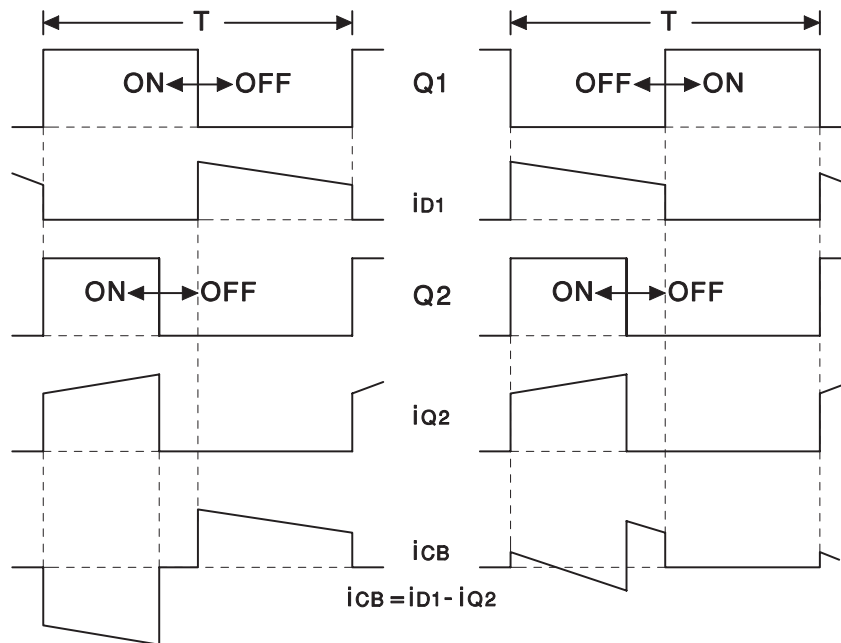 T T
ON OFF Q1 OFF ON
iD1
ON OFF Q2 ON OFF
iQ2
iCB
iCB = iD1 - iQ2